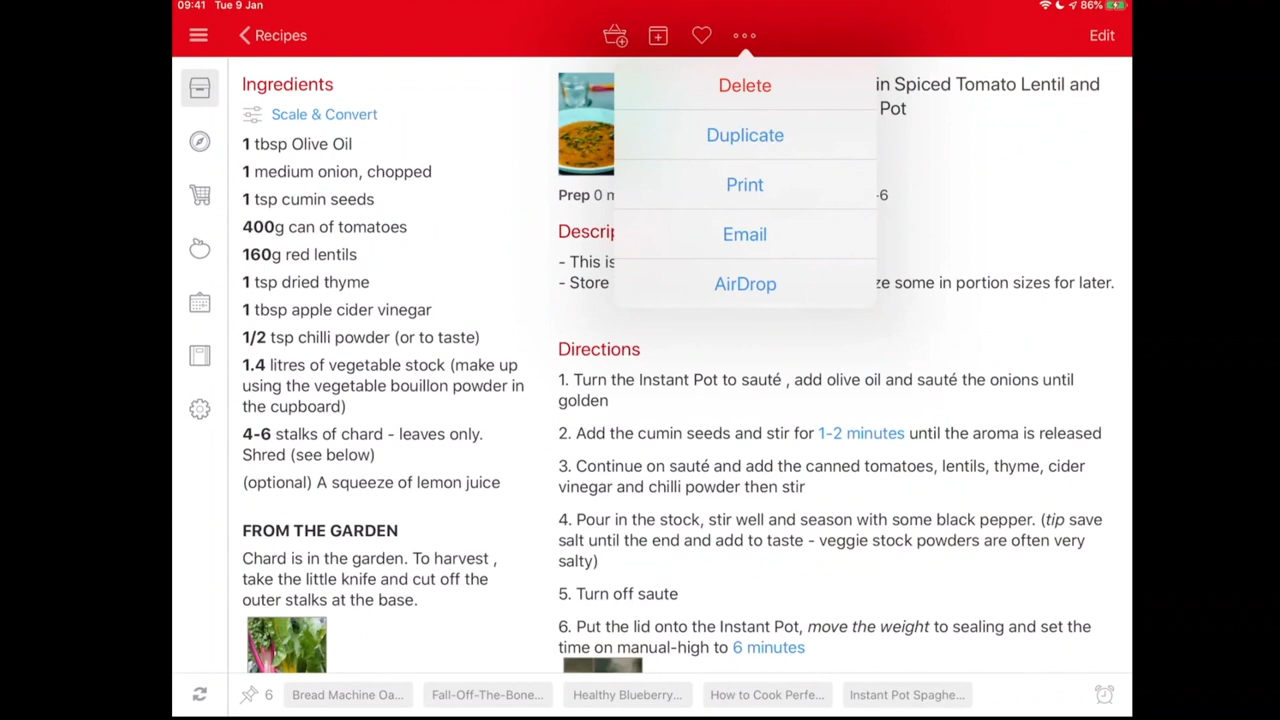 09:41 Tue 9 Jan
86%
Recipes
Edit
Ingredients
Scale & Convert
1 tbsp Olive Oil
1 medium onion, chopped
1 tsp cumin seeds
400g can of tomatoes
160g red lentils
1 tsp dried thyme
1 tbsp apple cider vinegar
1/2 tsp chilli powder (or to taste)
1.4 litres of vegetable stock (make up
using the vegetable bouillon powder in
the cupboard)
4-6 stalks of chard - leaves only.
Shred (see below)
(optional) A squeeze of lemon juice
FROM THE GARDEN
Chard is in the garden. To harvest ,
take the little knife and cut off the
outer stalks at the base.
Delete
Duplicate
Print
Email
AirDrop
in Spiced Tomato Lentil and
Pot
Prep 0 m
-6
Descrip
- This is
- Store
ze some in portion sizes for later.
Directions
1. Turn the Instant Pot to sauté , add olive oil and sauté the onions until
golden
2. Add the cumin seeds and stir for 1-2 minutes until the aroma is released
3. Continue on sauté and add the canned tomatoes, lentils, thyme, cider
vinegar and chilli powder then stir
4. Pour in the stock, stir well and season with some black pepper. (tip save
salt until the end and add to taste - veggie stock powders are often very
salty)
5. Turn off saute
6. Put the lid onto the Instant Pot, move the weight to sealing and set the
time on manual-high to 6 minutes
6
Bread Machine Oa...
Fall-Off-The-Bone...
Healthy Blueberry...
How to Cook Perfe...
Instant Pot Spaghe...